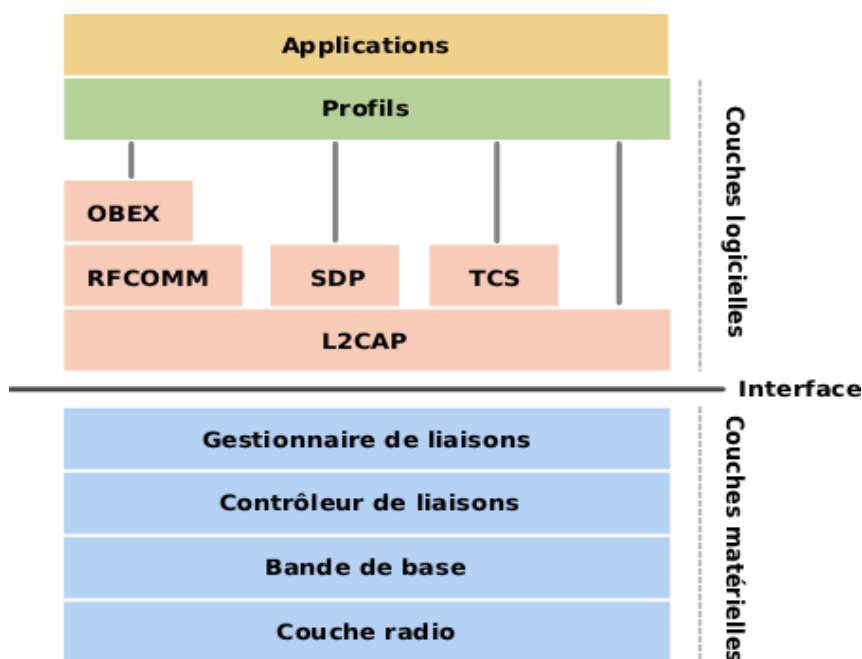 Applications
Profils
OBEX
RFCOMM
SDP
TCS
L2CAP
Couches logicielles
Interface
Gestionnaire de liaisons
Contrôleur de liaisons
Bande de base
Couche radio
Couches matérielles